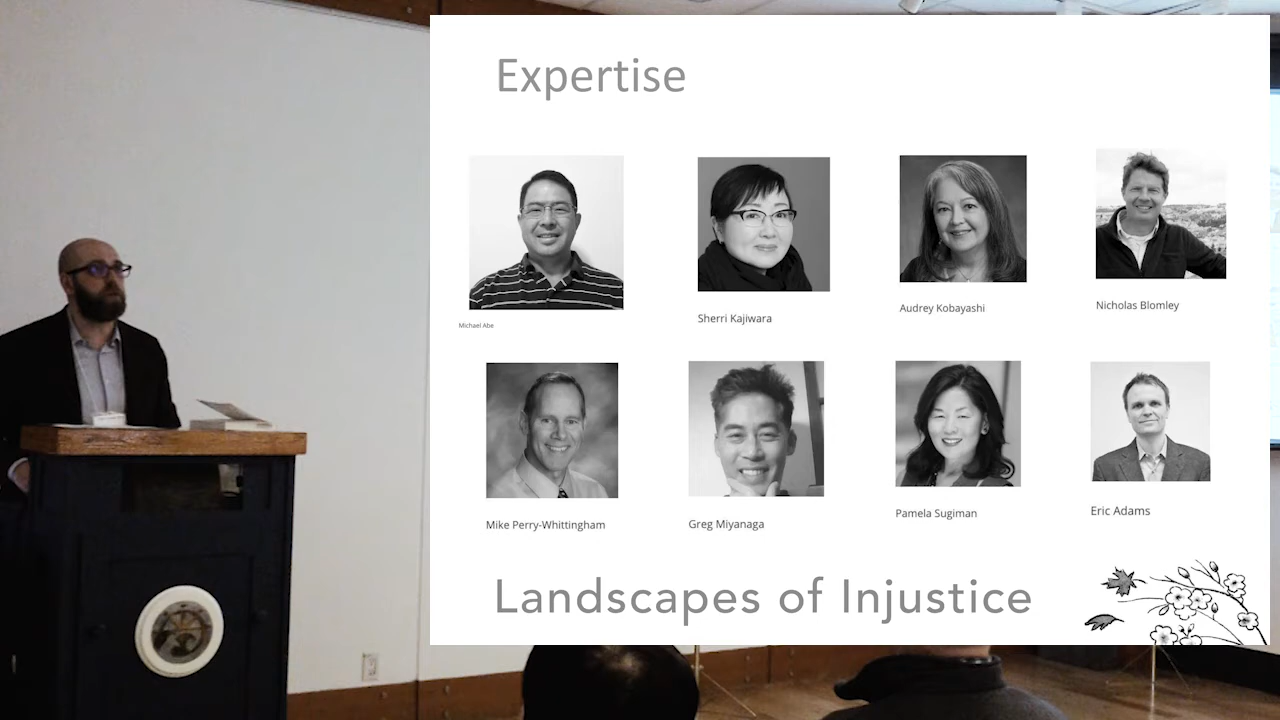 Expertise
Michael Abe
Sherri Kajiwara
Audrey Kobayashi
Nicholas Blomley
Mike Perry-Whittingham
Greg Miyanaga
Pamela Sugiman
Eric Adams
Landscapes of Injustice